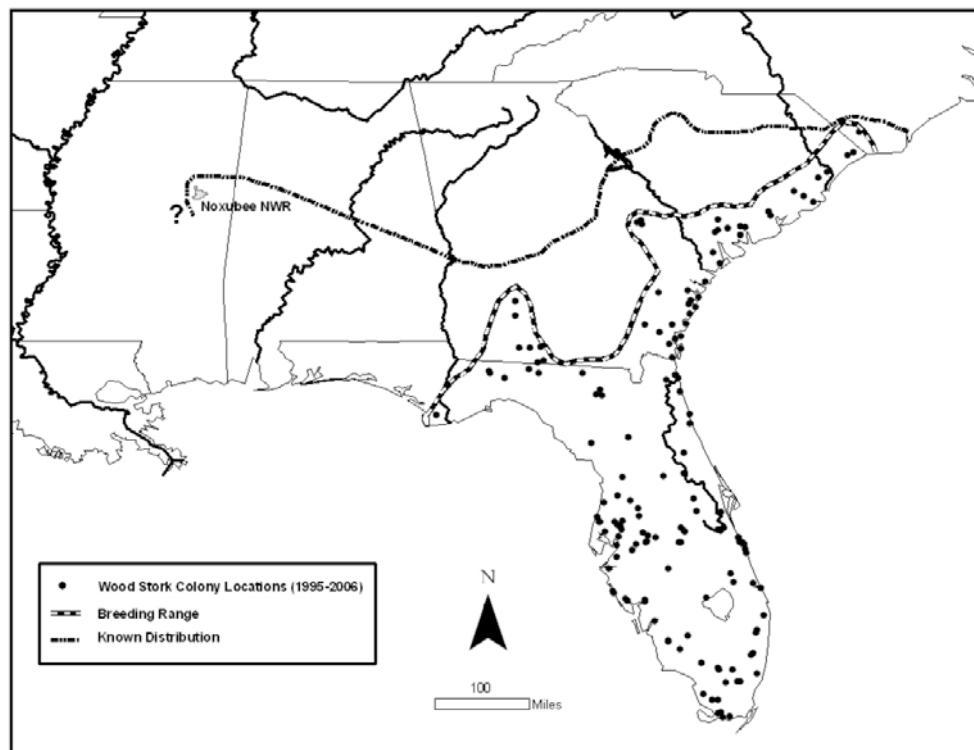 Noxubee NWR
?
Wood Stork Colony Locations (1995-2006)
Breeding Range
Known Distribution
N
100
Miles